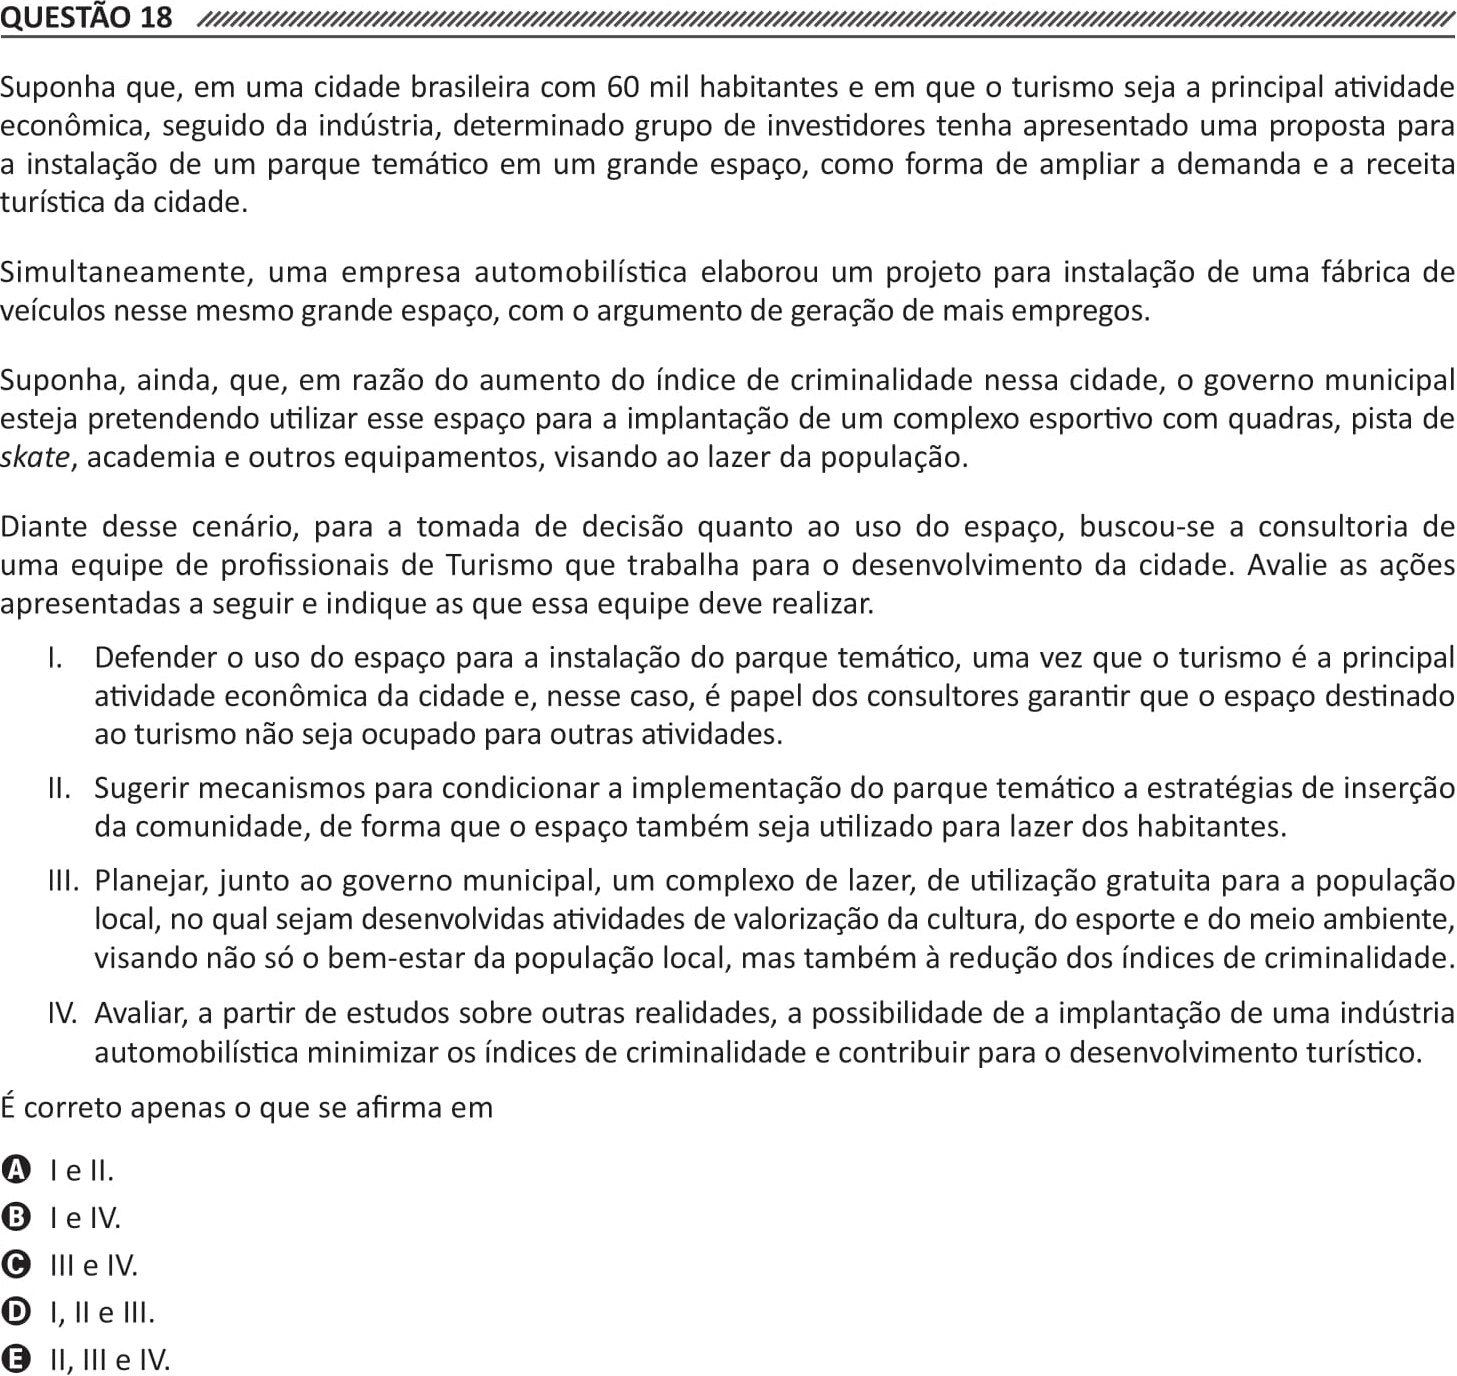 QUESTÃO 18
Suponha que, em uma cidade brasileira com 60 mil habitantes e em que o turismo seja a principal atividade
econômica, seguido da indústria, determinado grupo de investidores tenha apresentado uma proposta para
a instalação de um parque temático em um grande espaço, como forma de ampliar a demanda e a receita
turística da cidade.
Simultaneamente, uma empresa automobilística elaborou um projeto para instalação de uma fábrica de
veículos nesse mesmo grande espaço, com o argumento de geração de mais empregos.
Suponha, ainda, que, em razão do aumento do índice de criminalidade nessa cidade, o governo municipal
esteja pretendendo utilizar esse espaço para a implantação de um complexo esportivo com quadras, pista de
skate, academia e outros equipamentos, visando ao lazer da população.
Diante desse cenário, para a tomada de decisão quanto ao uso do espaço, buscou-se a consultoria de
uma equipe de profissionais de Turismo que trabalha para o desenvolvimento da cidade. Avalie as ações
apresentadas a seguir e indique as que essa equipe deve realizar.
I. Defender o uso do espaço para a instalação do parque temático, uma vez que o turismo é a principal
atividade econômica da cidade e, nesse caso, é papel dos consultores garantir que o espaço destinado
ao turismo não seja ocupado para outras atividades.
II. Sugerir mecanismos para condicionar a implementação do parque temático a estratégias de inserção
da comunidade, de forma que o espaço também seja utilizado para lazer dos habitantes.
III. Planejar, junto ao governo municipal, um complexo de lazer, de utilização gratuita para a população
local, no qual sejam desenvolvidas atividades de valorização da cultura, do esporte e do meio ambiente,
visando não só o bem-estar da população local, mas também à redução dos índices de criminalidade.
IV. Avaliar, a partir de estudos sobre outras realidades, a possibilidade de a implantação de uma indústria
automobilística minimizar os índices de criminalidade e contribuir para o desenvolvimento turístico.
É correto apenas o que se afirma em
A I e II.
B I e IV.
C III e IV.
D I, II e III.
E II, III e IV.